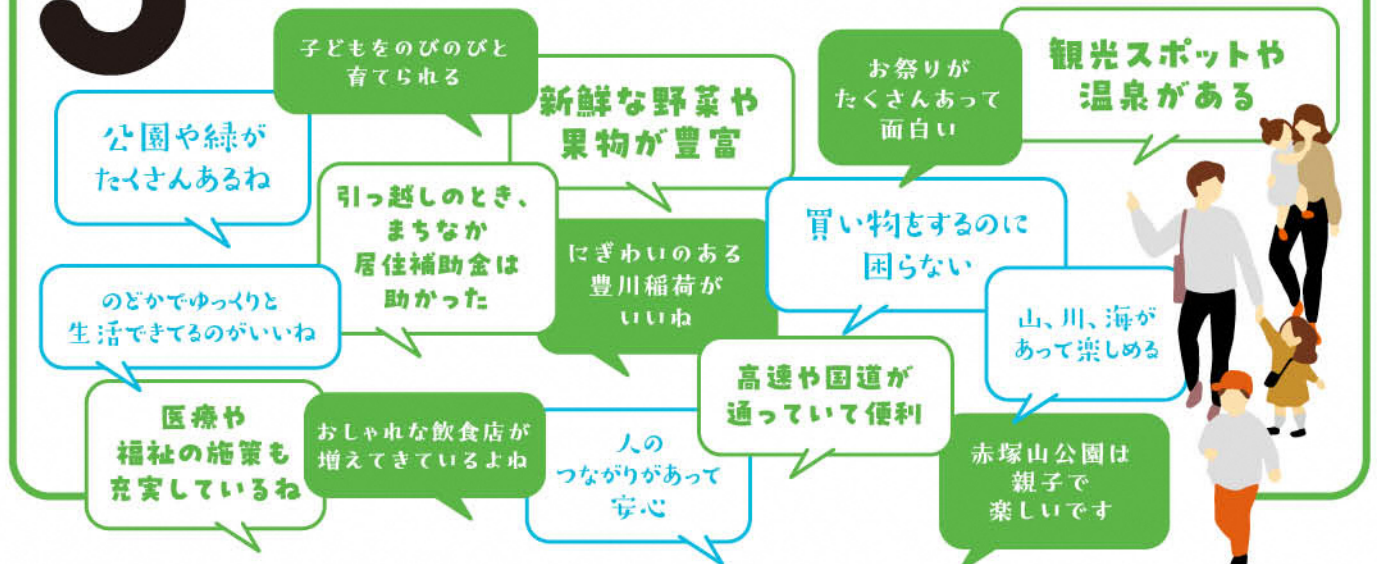 子どもをのびのびと
育てられる
新鮮な野菜や
果物が豊富
お祭りが
たくさんあって
面白い
観光スポットや
温泉がある
公園や緑が
たくさんあるね
引っ越しのとき、
まちなか
居住補助金は
助かった
にぎわいのある
豊川稲荷が
いいね
買い物をするのに
困らない
のどかでゆっくりと
生活できてるのがいいね
山、川、海が
あって楽しめる
高速や国道が
通っていて便利
医療や
福祉の施策も
充実しているね
おしゃれな飲食店が
増えてきているよね
人の
つながりがあって
安心
赤塚山公園は
親子で
楽しいです